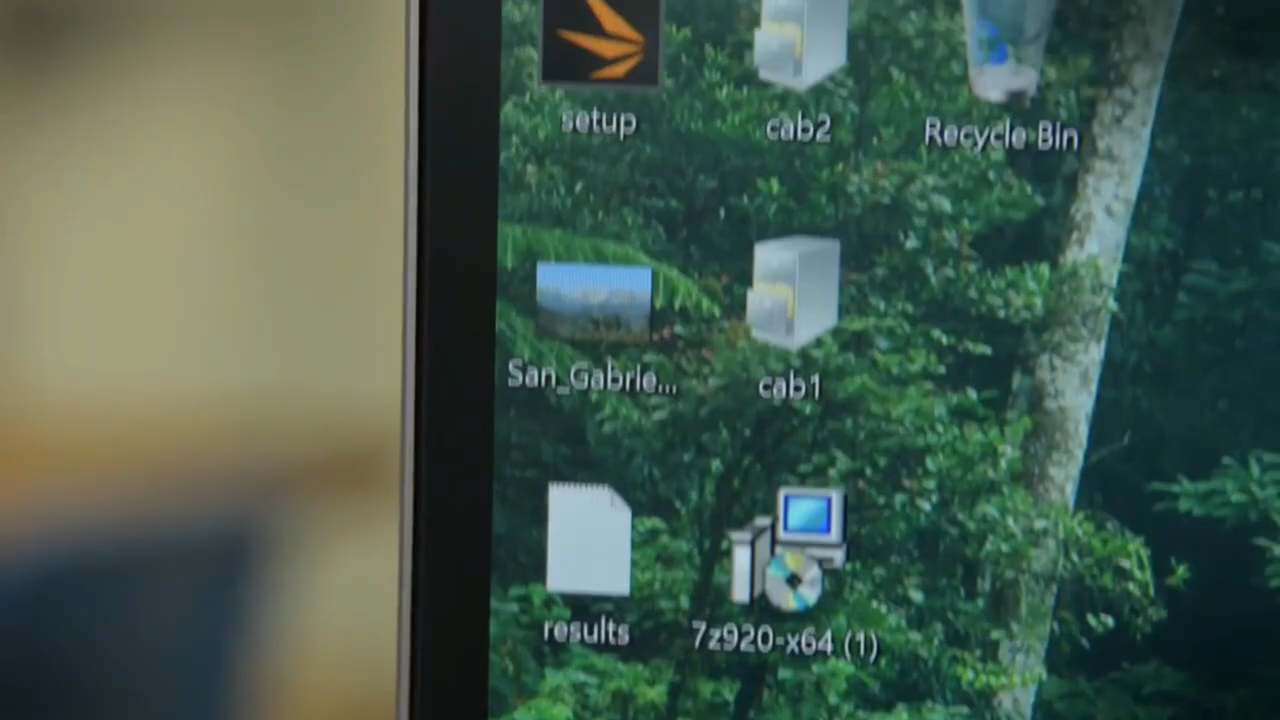 setup
cab2
Recycle Bin
San_Gabrie...
cab1
results
7z920-x64 (1)